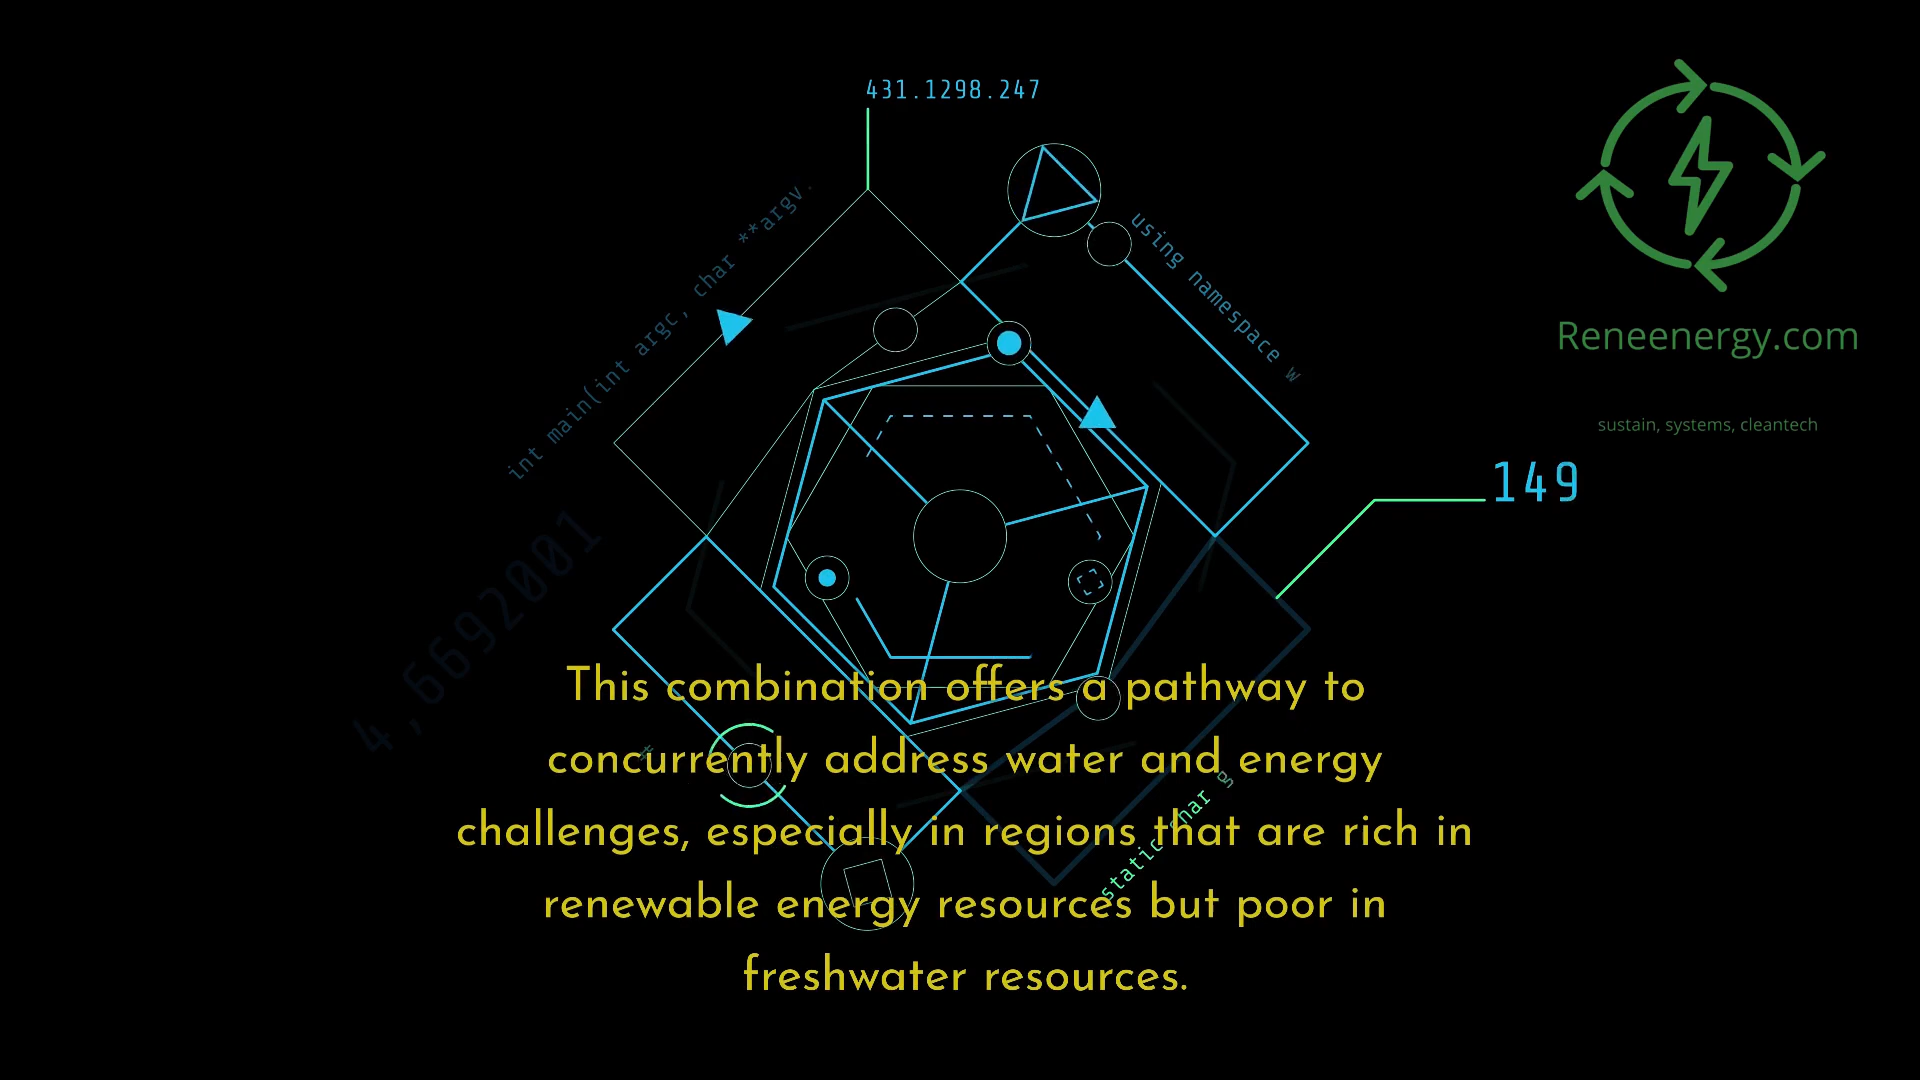 431.1298.247
int main(int argc, char **argv.
using namespace w
Reneenergy.com
sustain, systems, cleantech
149
4,6692001
This combination offers a pathway to
concurrently address water and energy
challenges, especially in regions that are rich in
renewable energy resources but poor in
freshwater resources.
static char g